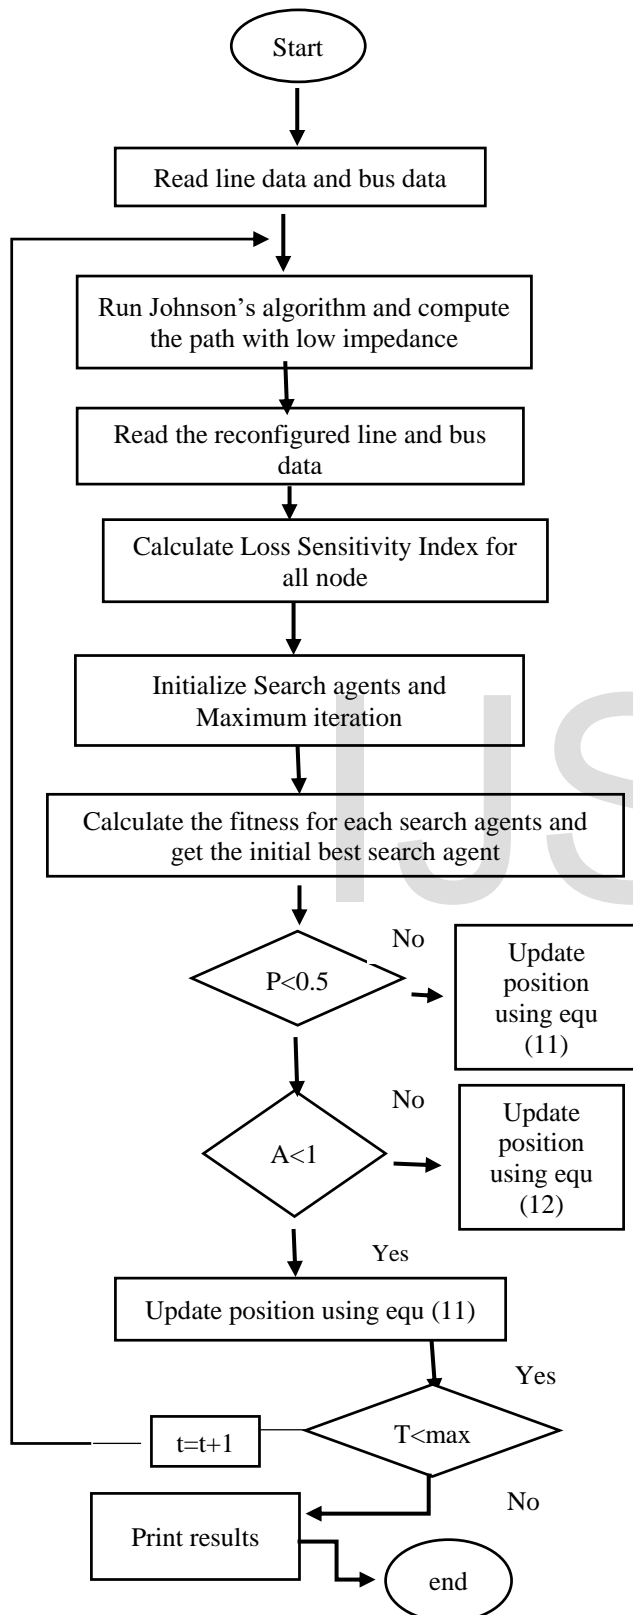 Start
Read line data and bus data
Run Johnson's algorithm and compute
the path with low impedance
Read the reconfigured line and bus
data
Calculate Loss Sensitivity Index for
all node
Initialize Search agents and
Maximum iteration
Calculate the fitness for each search agents and
get the initial best search agent
IJS
P<0.5
No
Update
position
using equ
(11)
A<1
No
Update
position
using equ
(12)
Yes
Update position using equ (11)
Yes
T<max
t=t+1
No
Print results
end